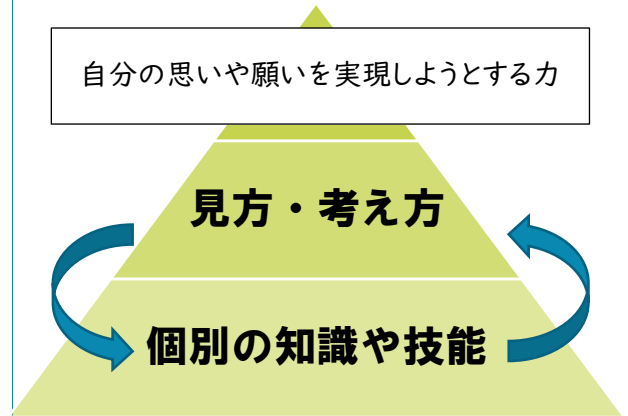 自分の思いや願いを実現しようとする力
見方・考え方
個別の知識や技能